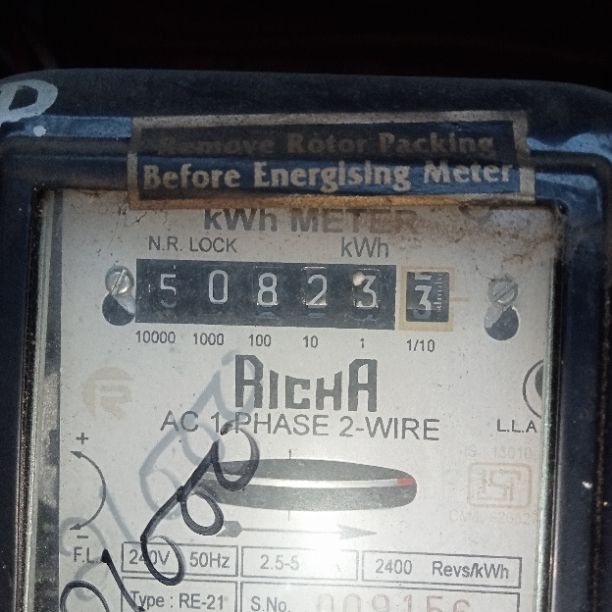 P.
Remove Rotor Packing
Before Energising Meter
kWh METER
N.R. LOCK kWh
5 0 8 2 3 3
10000 1000 100 10 1 1/10
RICHA
AC 1-PHASE 2-WIRE
L.L.A
+
-
F.L.
240V 50Hz 2.5-5 2400 Revs/kWh
Type : RE-21 S.No. 009156